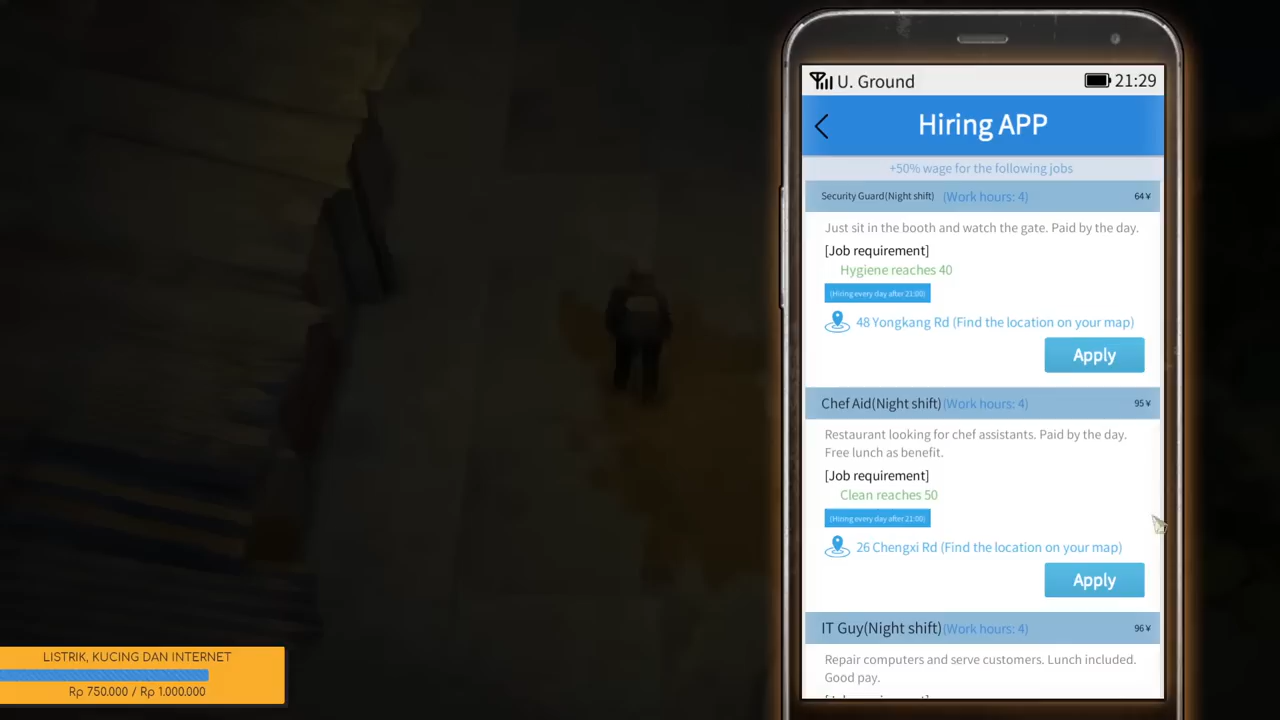 U. Ground
21:29
Hiring APP
+50% wage for the following jobs
Security Guard(Night shift) (Work hours: 4) 64¥
Just sit in the booth and watch the gate. Paid by the day.
[Job requirement]
Hygiene reaches 40
(Hiring every day after 21:00)
48 Yongkang Rd (Find the location on your map)
Apply
Chef Aid(Night shift) (Work hours: 4) 95¥
Restaurant looking for chef assistants. Paid by the day.
Free lunch as benefit.
[Job requirement]
Clean reaches 50
(Hiring every day after 21:00)
26 Chengxi Rd (Find the location on your map)
Apply
IT Guy(Night shift) (Work hours: 4) 96¥
Repair computers and serve customers. Lunch included.
Good pay.
LISTRIK, KUCING DAN INTERNET
Rp 750.000 / Rp 1.000.000